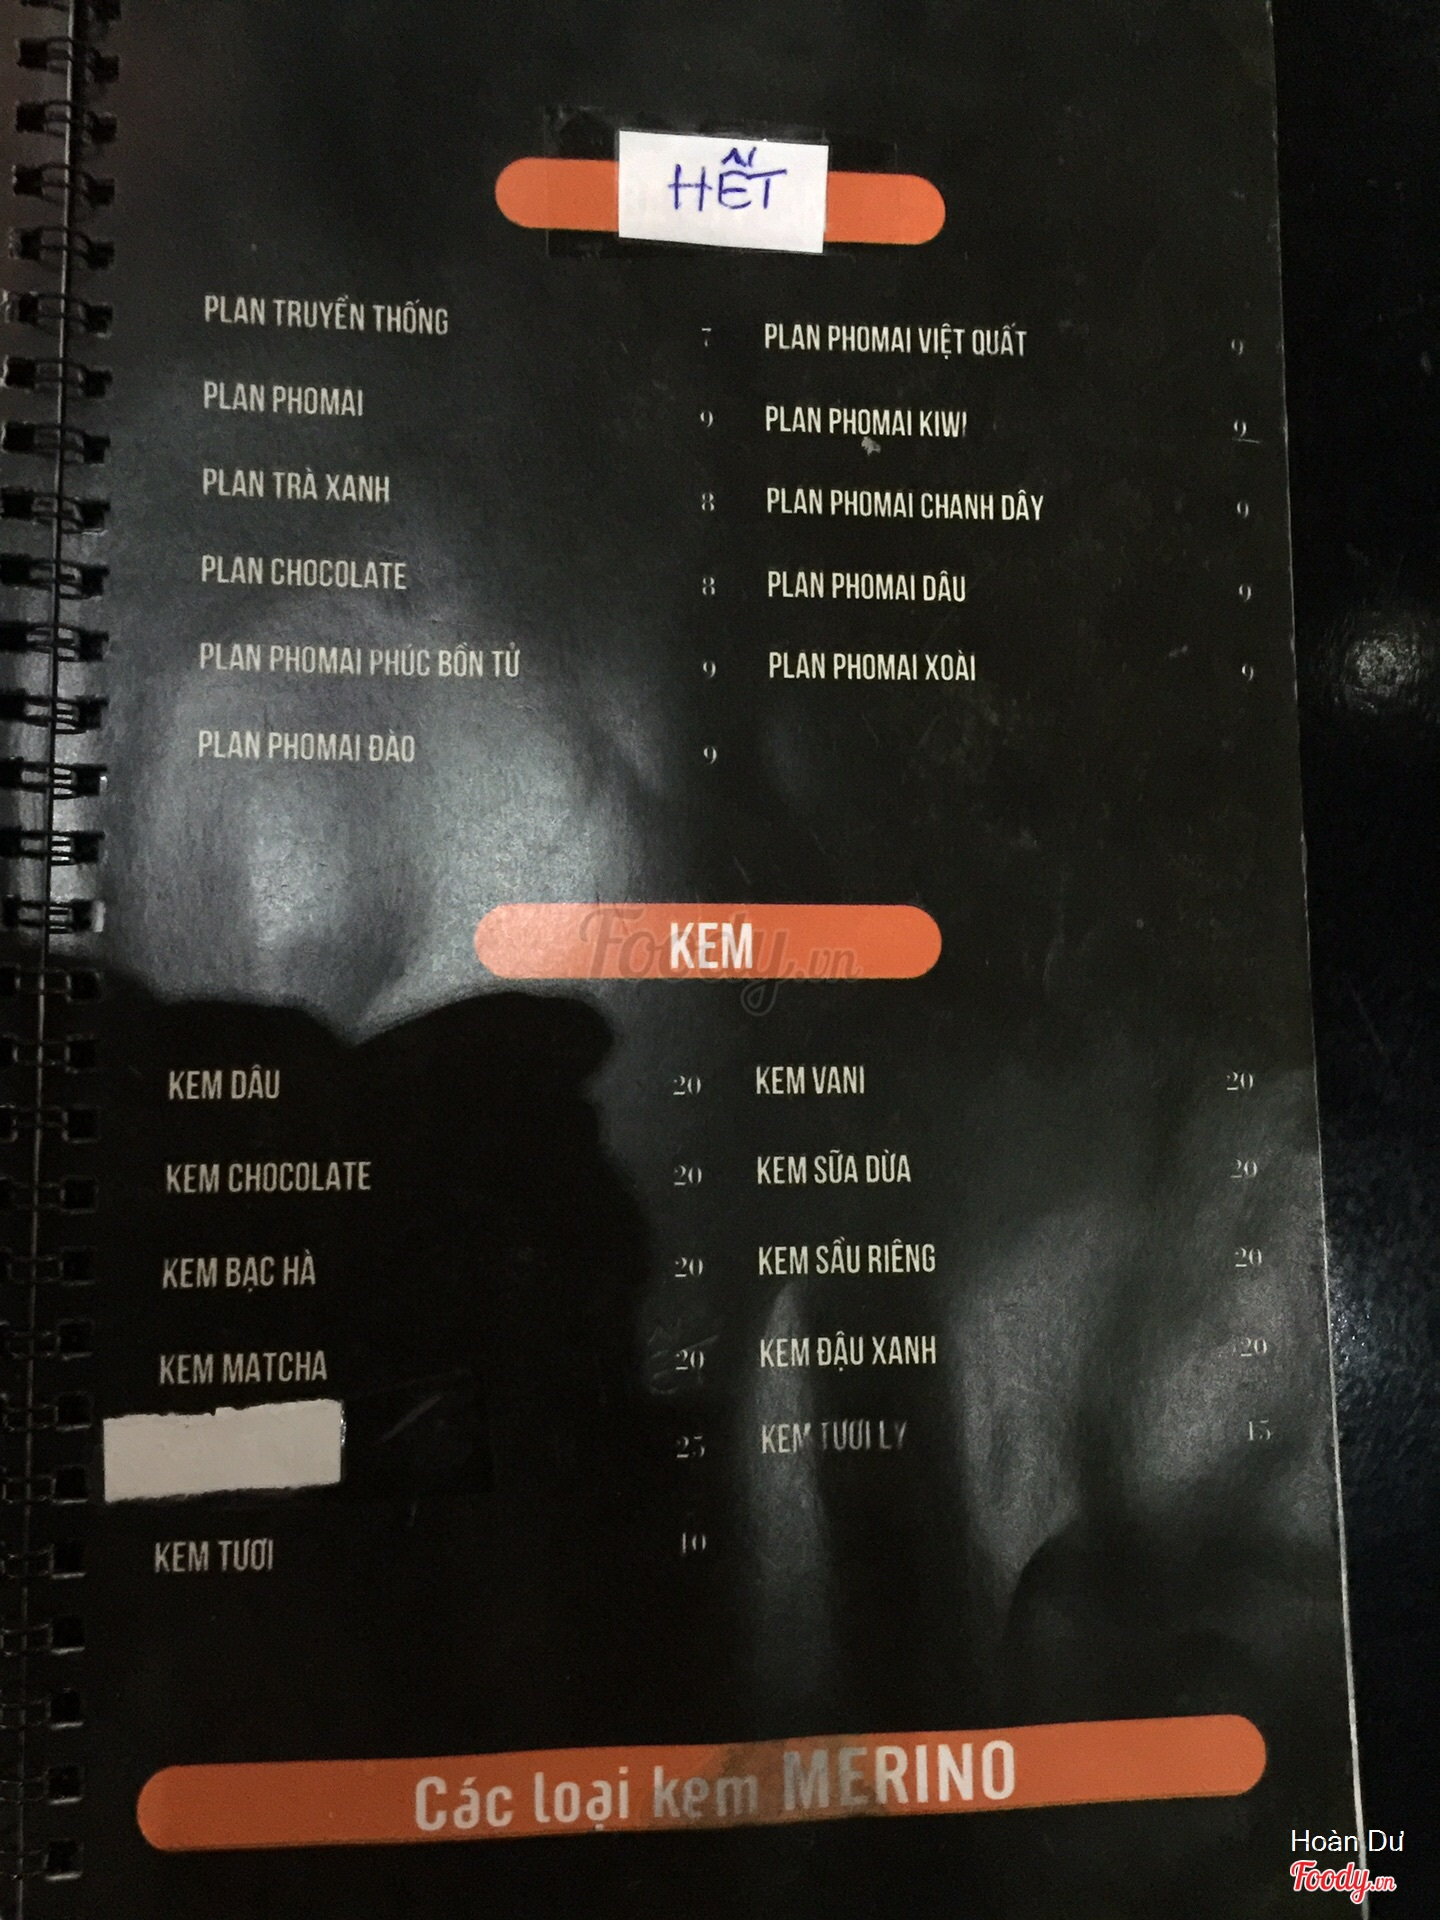 HẾT
PLAN TRUYỀN THỐNG 7
PLAN PHOMAI 9
PLAN TRÀ XANH 8
PLAN CHOCOLATE 8
PLAN PHOMAI PHÚC BỒN TỬ 9
PLAN PHOMAI ĐÀO 9
PLAN PHOMAI VIỆT QUẤT 9
PLAN PHOMAI KIWI 9
PLAN PHOMAI CHANH DÂY 9
PLAN PHOMAI DÂU 9
PLAN PHOMAI XOÀI 9
KEM
Foody.vn
KEM DÂU 20
KEM CHOCOLATE 20
KEM BẠC HÀ 20
KEM MATCHA 20
25
KEM TƯƠI 10
KEM VANI 20
KEM SỮA DỪA 20
KEM SẦU RIÊNG 20
KEM ĐẬU XANH 20
KEM TƯƠI LY 15
Các loại kem MERINO
Hoàn Dư
Foody.vn